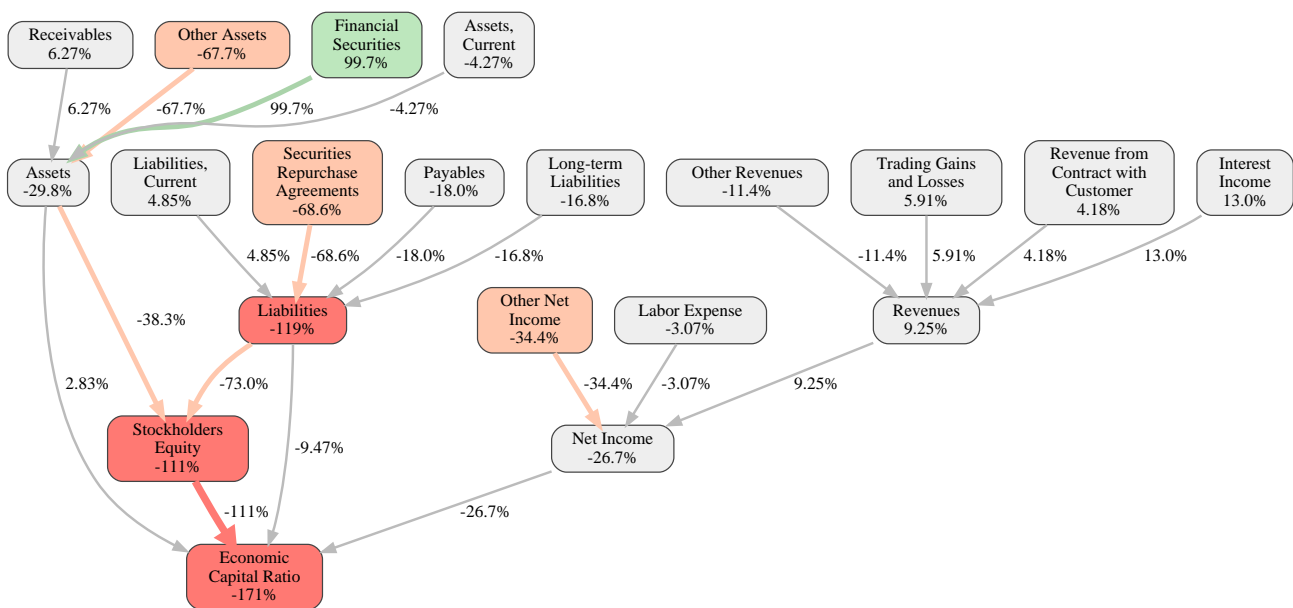 Receivables
6.27%
Other Assets
-67.7%
Financial
Securities
99.7%
Assets,
Current
-4.27%
6.27%
-67.7%
99.7%
-4.27%
Assets
-29.8%
Liabilities,
Current
4.85%
Securities
Repurchase
Agreements
-68.6%
Payables
-18.0%
Long-term
Liabilities
-16.8%
Other Revenues
-11.4%
Trading Gains
and Losses
5.91%
Revenue from
Contract with
Customer
4.18%
Interest
Income
13.0%
4.85%
-68.6%
-18.0%
-16.8%
-11.4%
5.91%
4.18%
13.0%
-38.3%
Liabilities
-119%
Other Net
Income
-34.4%
Labor Expense
-3.07%
Revenues
9.25%
2.83%
-73.0%
-34.4%
-3.07%
9.25%
Stockholders
Equity
-111%
-9.47%
Net Income
-26.7%
-111%
-26.7%
Economic
Capital Ratio
-171%